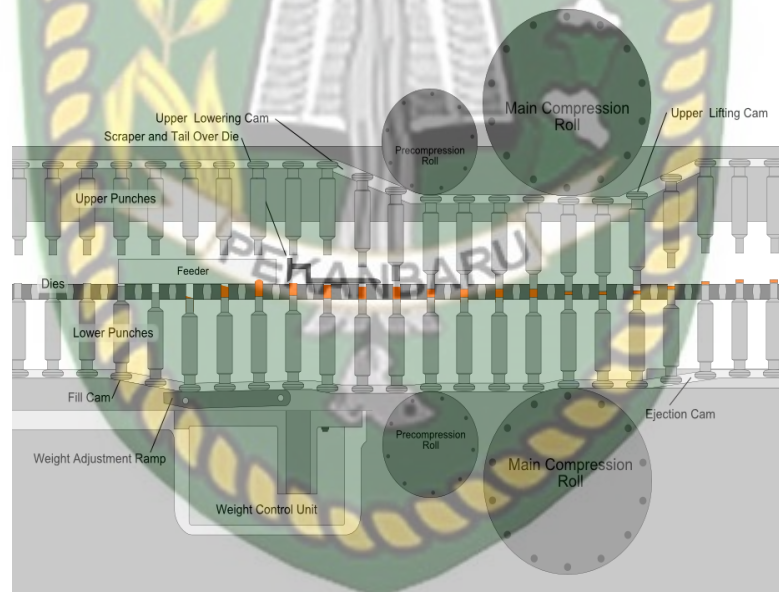 Main Compression
Roll
Upper Lowering Cam
Upper Lifting Cam
Scraper and Tail Over Die
Precompression
Roll
Upper Punches
PEKANBARU
Feeder
Dies
Lower Punches
Fill Cam
Ejection Cam
Precompression
Roll
Weight Adjustment Ramp
Main Compression
Roll
Weight Control Unit